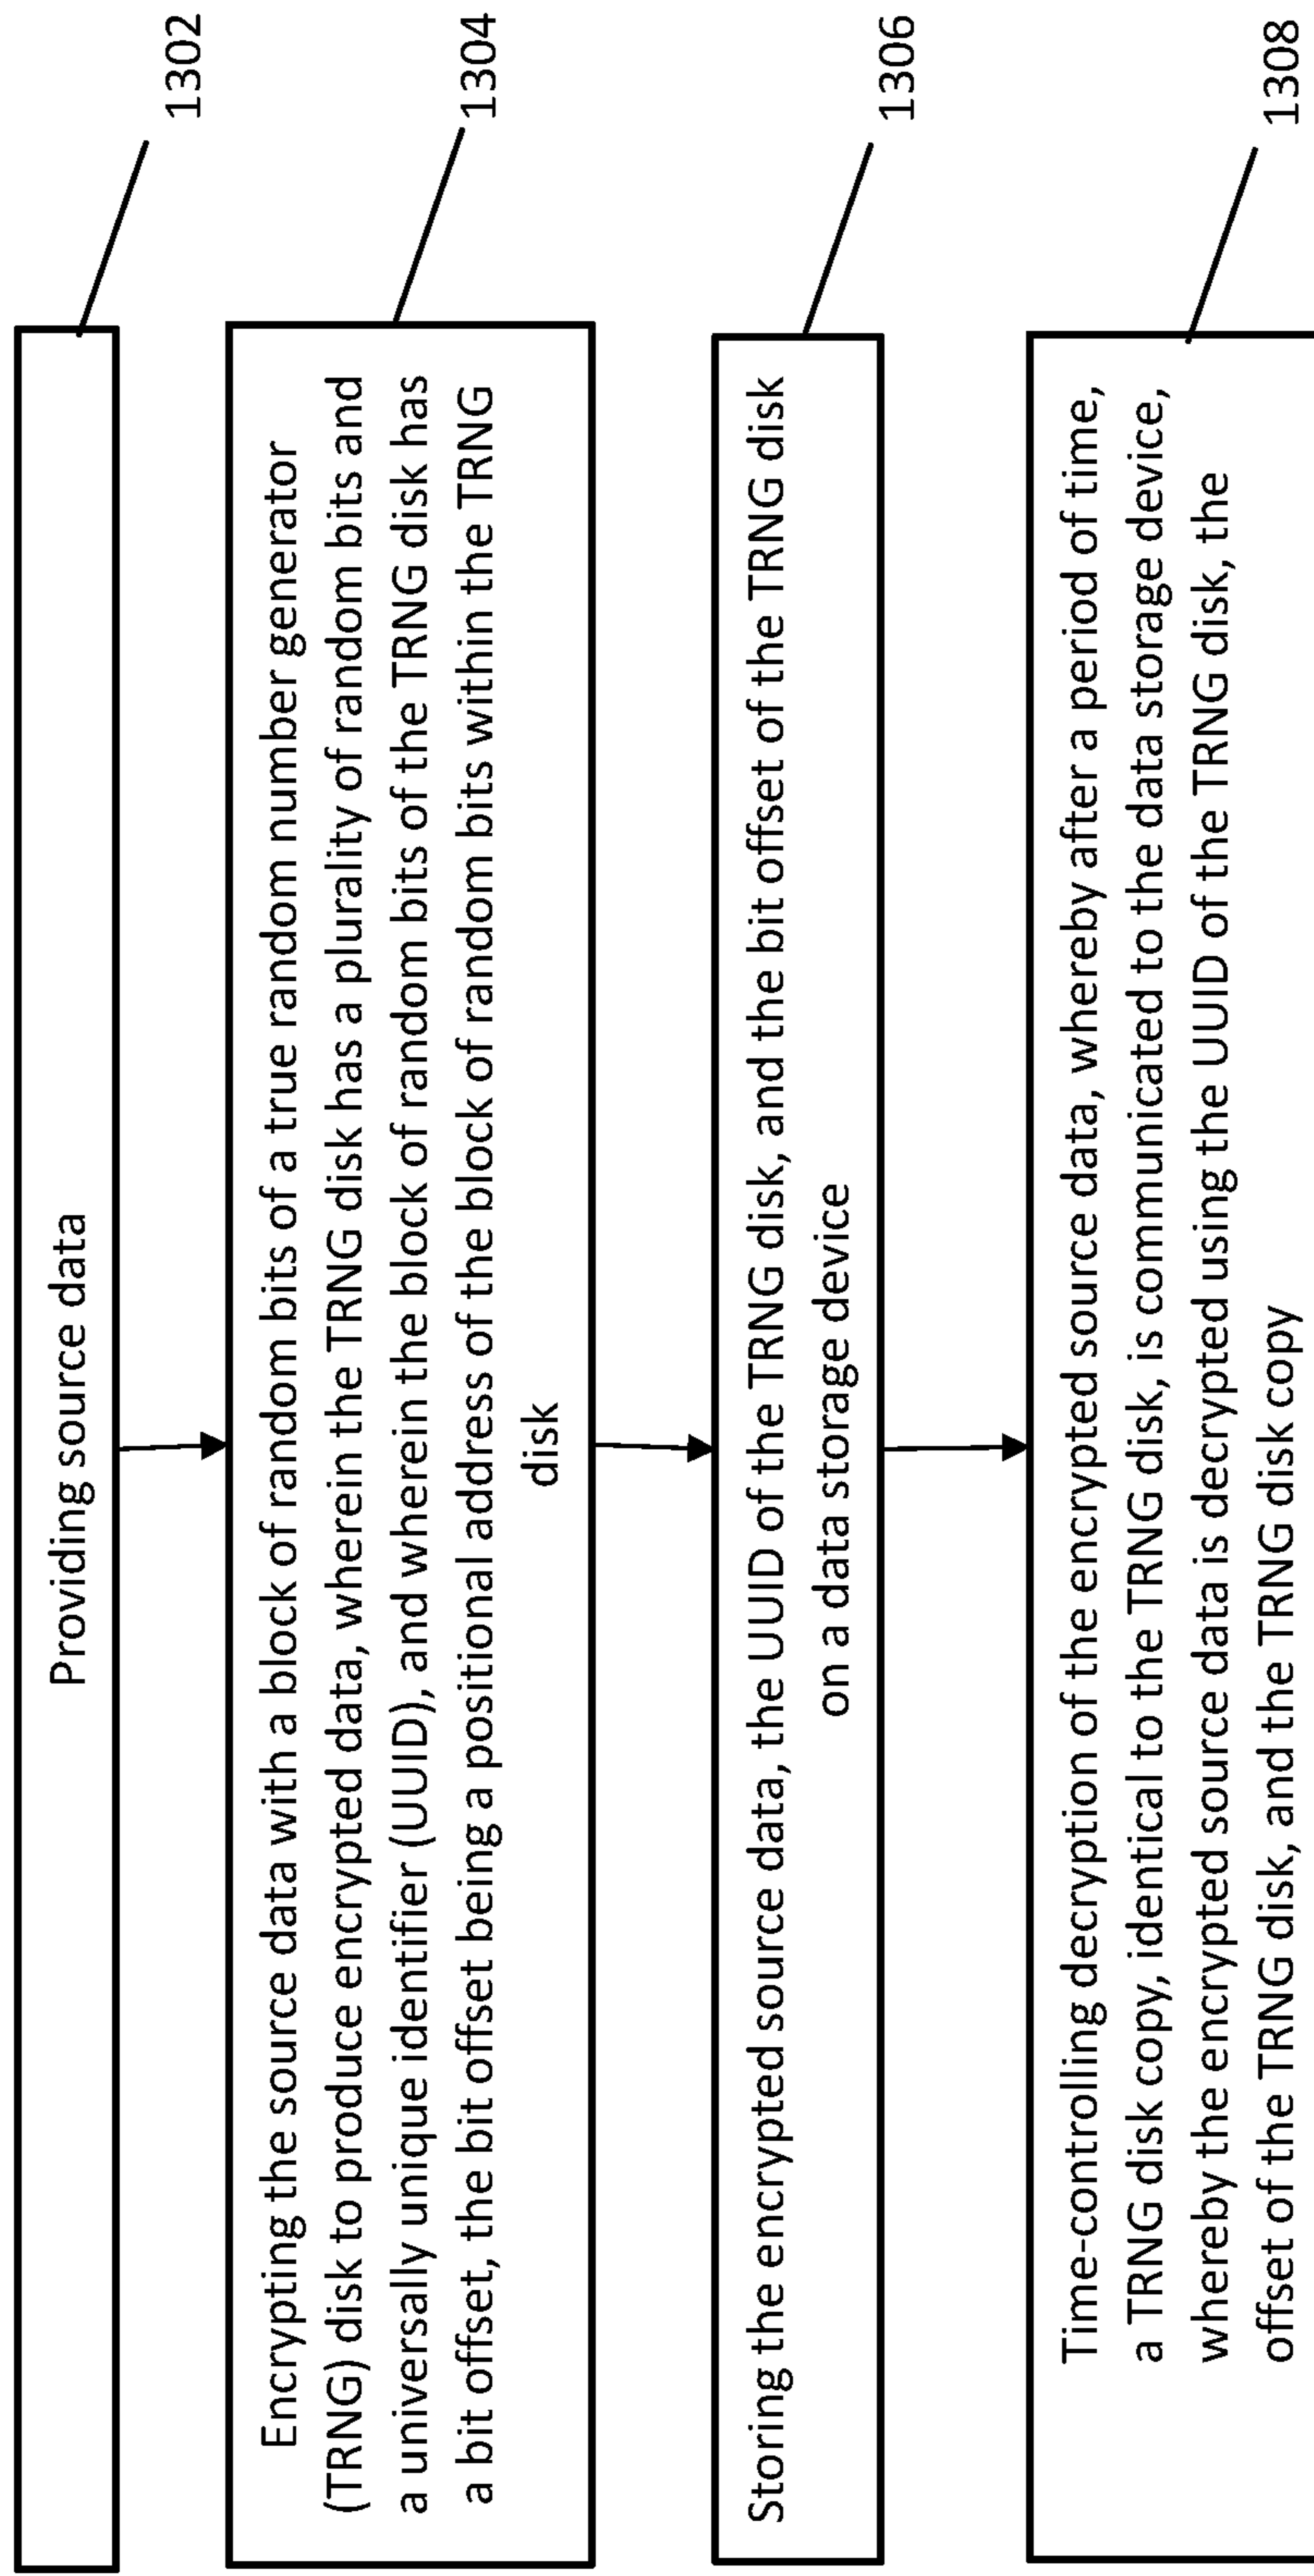 Providing source data
1302
Encrypting the source data with a block of random bits of a true random number generator
(TRNG) disk to produce encrypted data, wherein the TRNG disk has a plurality of random bits and
a universally unique identifier (UUID), and wherein the block of random bits of the TRNG disk has
a bit offset, the bit offset being a positional address of the block of random bits within the TRNG
disk
1304
Storing the encrypted source data, the UUID of the TRNG disk, and the bit offset of the TRNG disk
on a data storage device
1306
Time-controlling decryption of the encrypted source data, whereby after a period of time,
a TRNG disk copy, identical to the TRNG disk, is communicated to the data storage device,
whereby the encrypted source data is decrypted using the UUID of the TRNG disk, the
offset of the TRNG disk, and the TRNG disk copy
1308